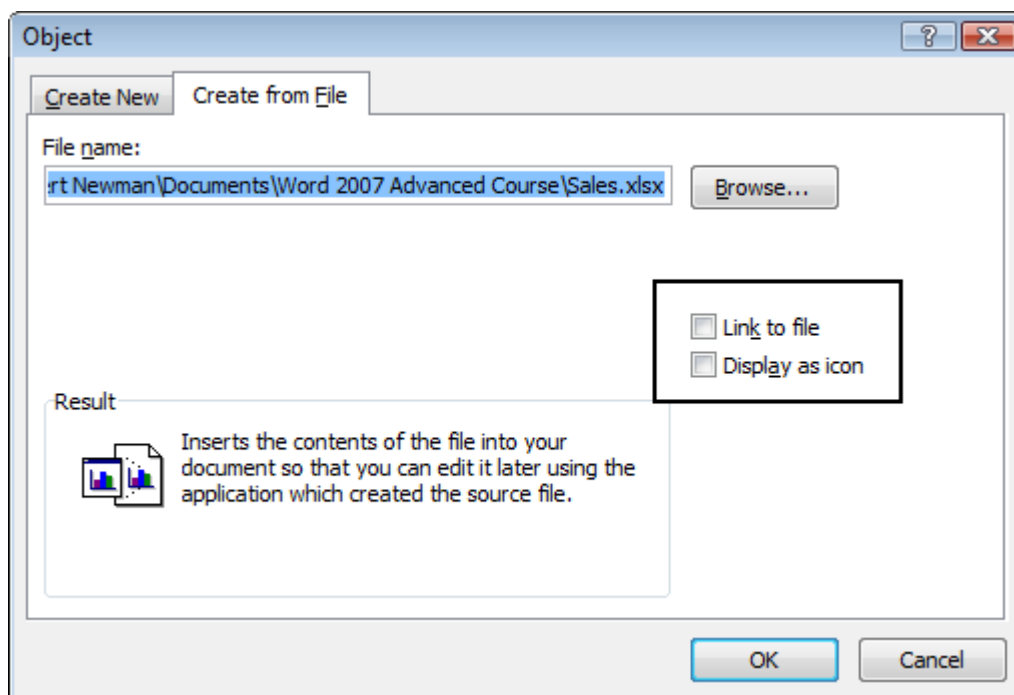 Object
Create New
Create from File
File name:
rt Newman\Documents\Word 2007 Advanced Course\Sales.xlsx
Browse...
Link to file
Display as icon
Result
Inserts the contents of the file into your
document so that you can edit it later using the
application which created the source file.
OK
Cancel